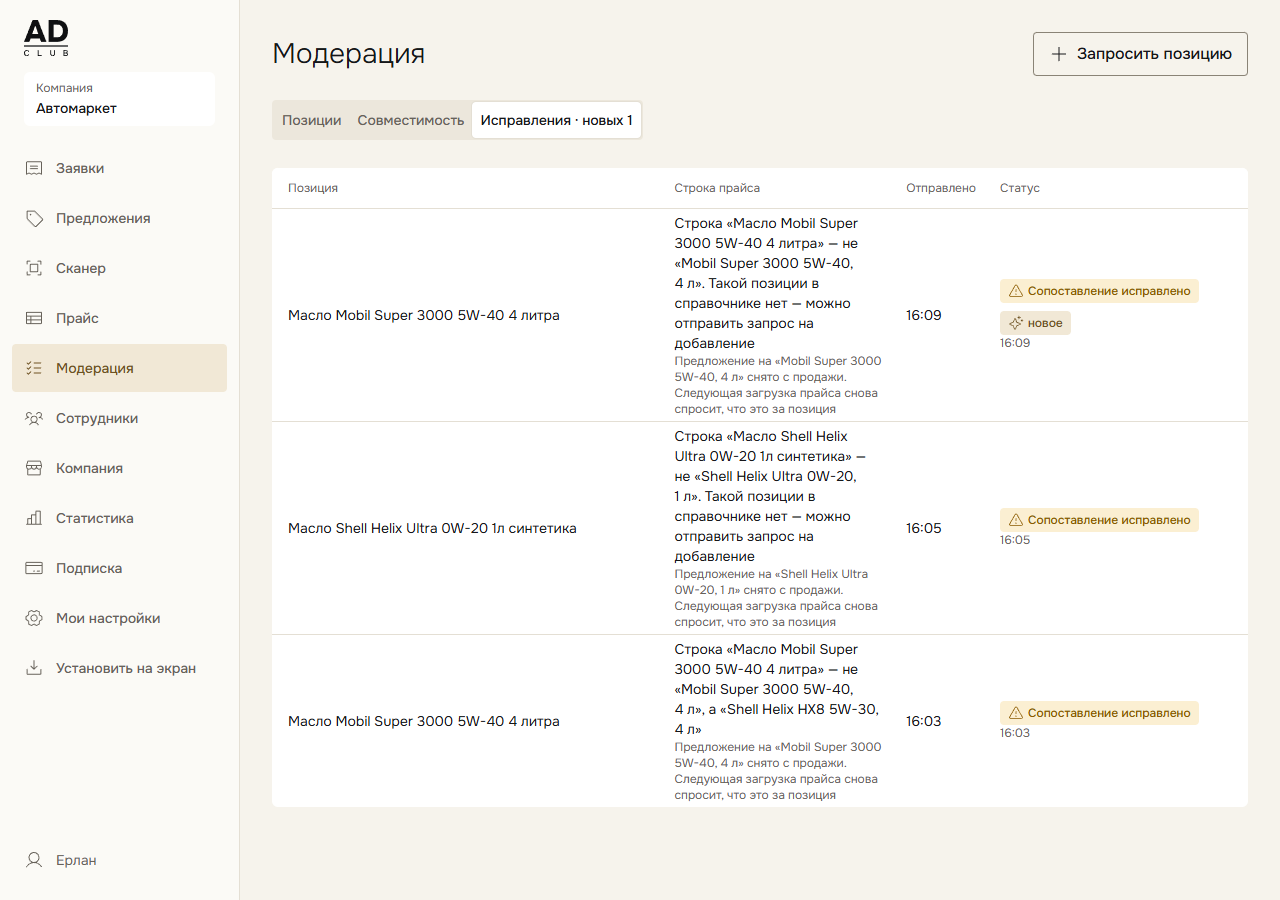 AD
CLUB
Компания
Автомаркет
Заявки
Предложения
Сканер
Прайс
Модерация
Сотрудники
Компания
Статистика
Подписка
Мои настройки
Установить на экран
Ерлан
Модерация
Запросить позицию
Позиции
Совместимость
Исправления · новых 1
Позиция
Строка прайса
Отправлено
Статус
Масло Mobil Super 3000 5W-40 4 литра
Строка «Масло Mobil Super
3000 5W-40 4 литра» — не
«Mobil Super 3000 5W-40,
4 л». Такой позиции в
справочнике нет — можно
отправить запрос на
добавление
Предложение на «Mobil Super 3000
5W-40, 4 л» снято с продажи.
Следующая загрузка прайса снова
спросит, что это за позиция
16:09
Сопоставление исправлено
новое
16:09
Масло Shell Helix Ultra 0W-20 1л синтетика
Строка «Масло Shell Helix
Ultra 0W-20 1л синтетика» —
не «Shell Helix Ultra 0W-20,
1 л». Такой позиции в
справочнике нет — можно
отправить запрос на
добавление
Предложение на «Shell Helix Ultra
0W-20, 1 л» снято с продажи.
Следующая загрузка прайса снова
спросит, что это за позиция
16:05
Сопоставление исправлено
16:05
Масло Mobil Super 3000 5W-40 4 литра
Строка «Масло Mobil Super
3000 5W-40 4 литра» — не
«Mobil Super 3000 5W-40,
4 л», а «Shell Helix HX8 5W-30,
4 л»
Предложение на «Mobil Super 3000
5W-40, 4 л» снято с продажи.
Следующая загрузка прайса снова
спросит, что это за позиция
16:03
Сопоставление исправлено
16:03